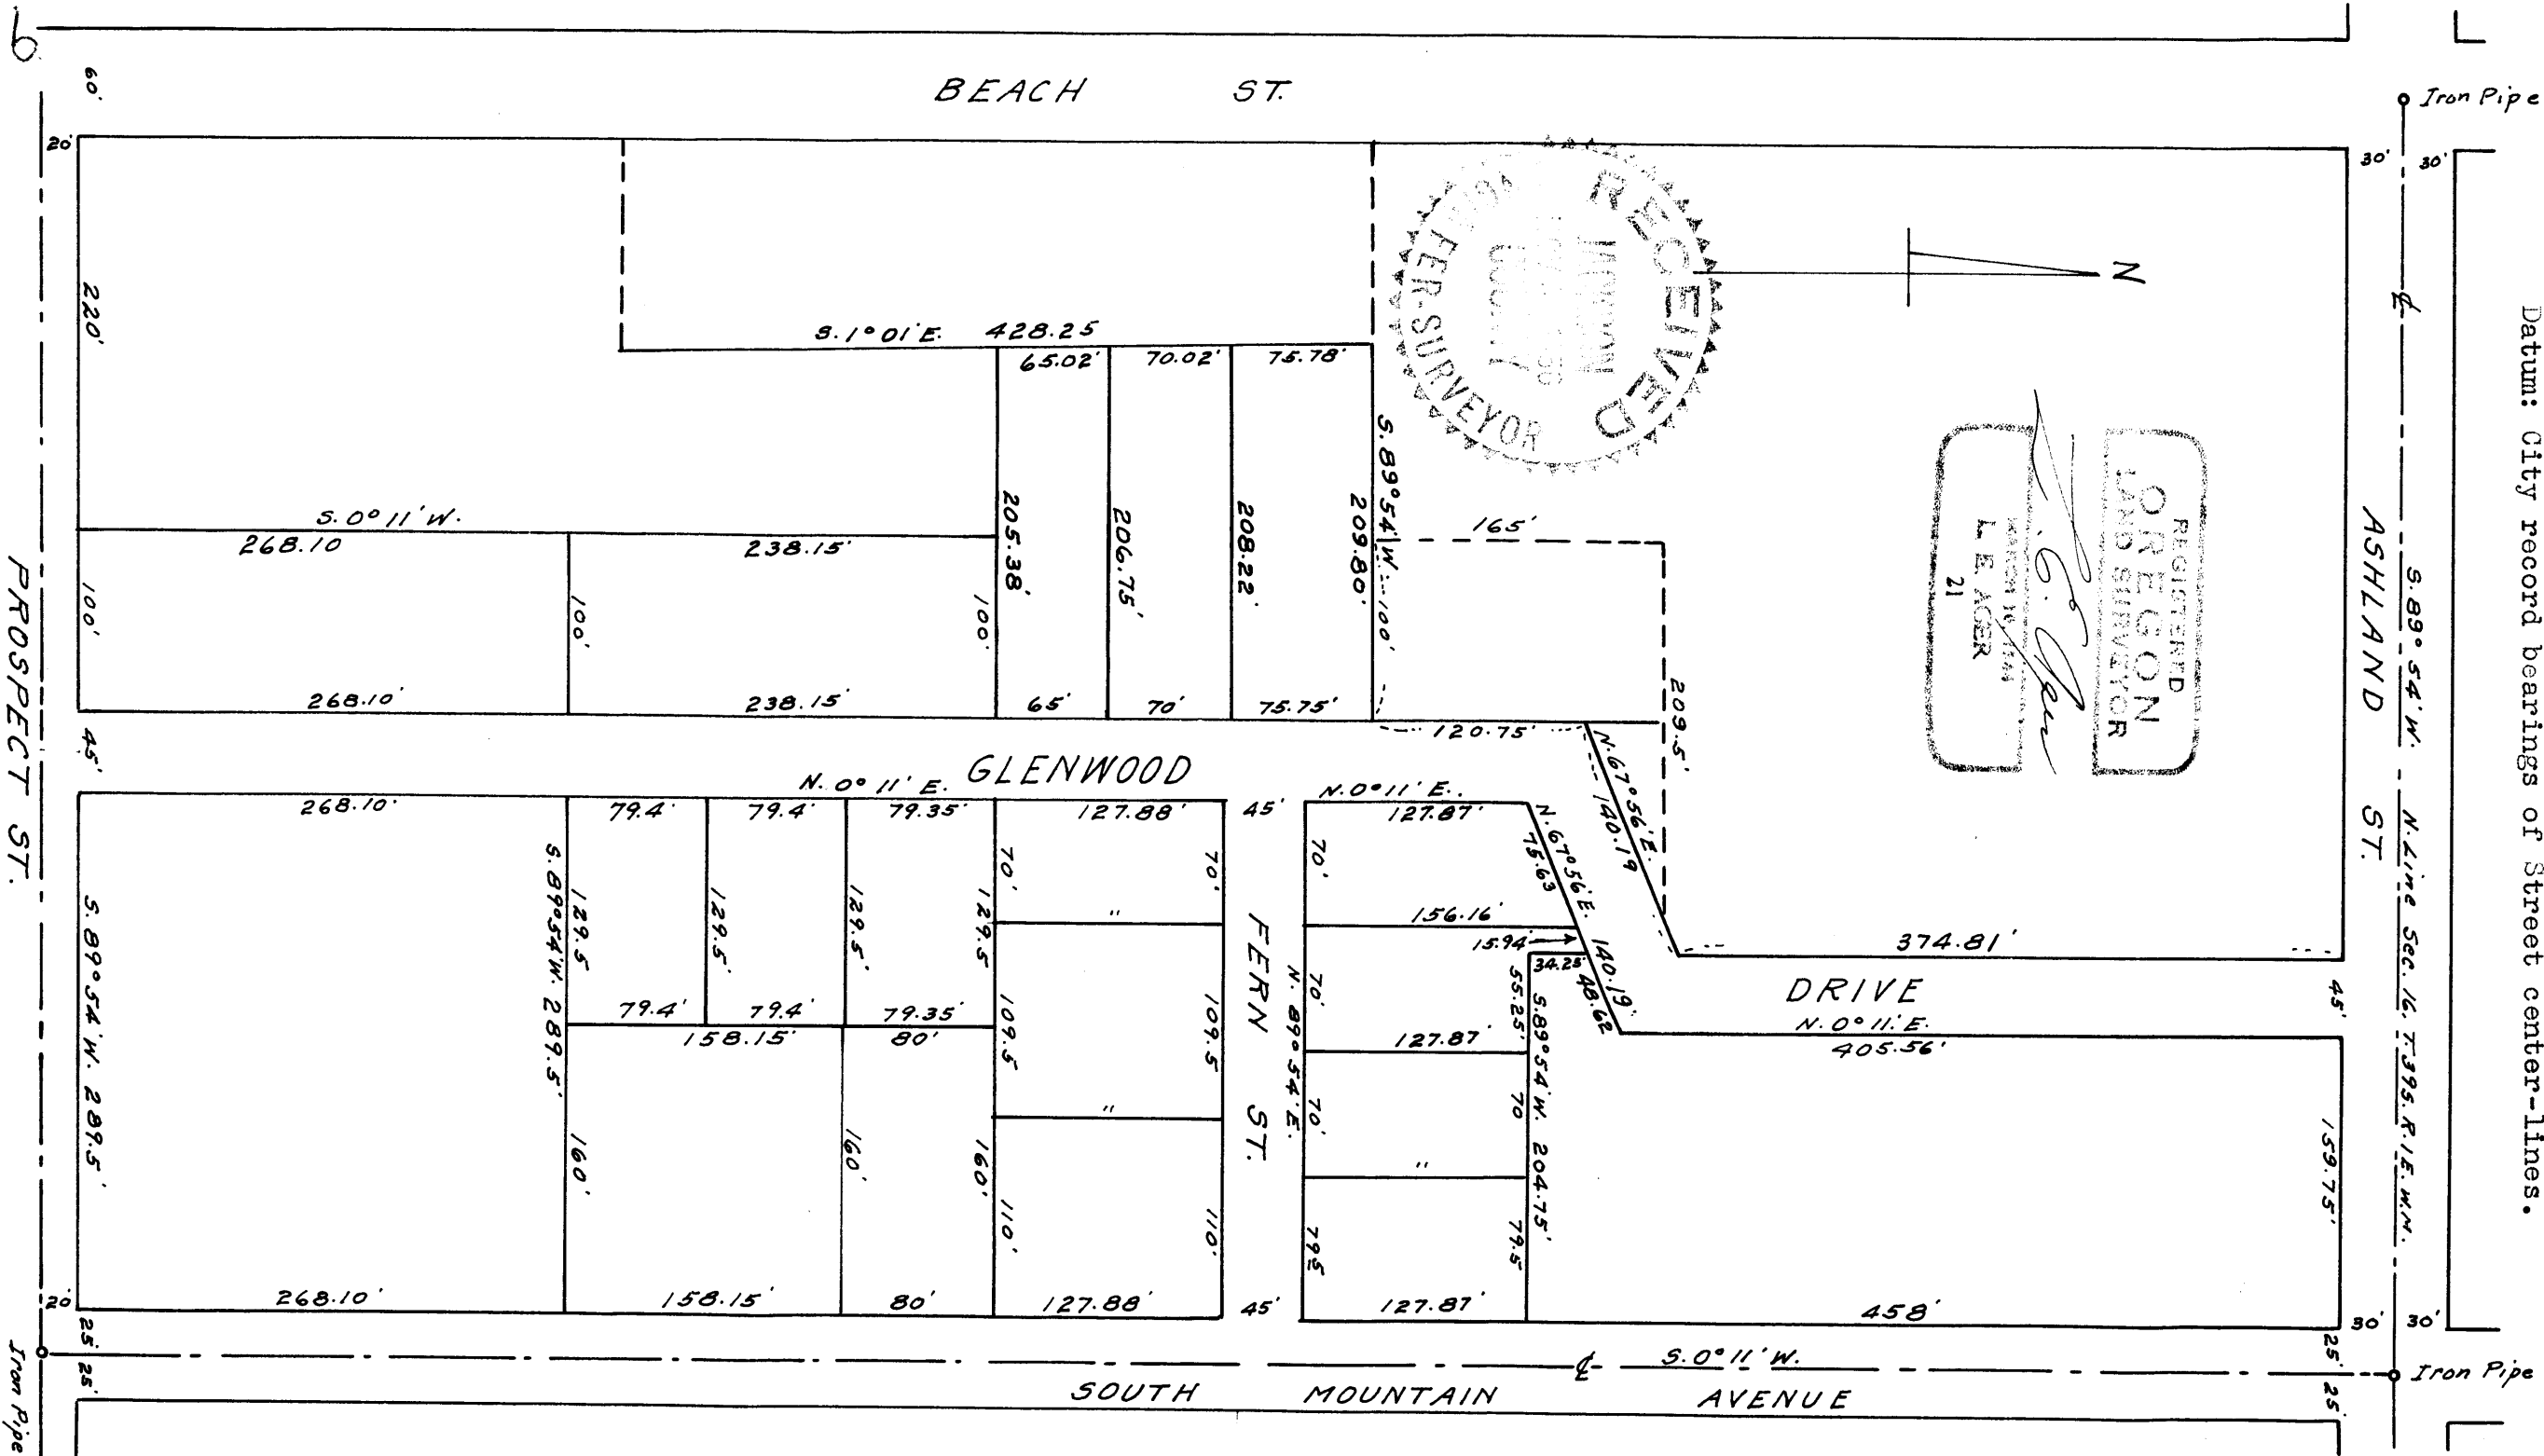 6
60'
BEACH ST.
Iron Pipe
20'
30'
30'
RECEIVED
SURVEYOR
N
℄
220'
S. 1° 01' E. 428.25
65.02'
70.02'
75.78'
S. 89° 54' W. 100'
205.38'
206.75'
208.22'
209.80'
165'
209.5'
REGISTERED
OREGON
LAND SURVEYOR
L. E. AGER
21
ASHLAND ST.
S. 89° 54' W. N. Line Sec. 16, T. 39S. R. 1E. W.M.
Datum: City record bearings of Street center-lines.
S. 0° 11' W.
268.10
238.15'
100'
100'
100'
268.10'
238.15'
65'
70'
75.75'
120.75'
N. 67° 56' E.
140.19
PROSPECT ST.
45'
GLENWOOD
N. 0° 11' E.
N. 0° 11' E.
268.10'
79.4'
79.4'
79.35'
127.88'
45'
127.87'
N. 67° 56' E. 140.19'
75.63
70'
70'
70'
S. 89° 54' W. 289.5'
129.5
129.5'
129.5'
129.5
"
156.16'
15.94'
34.25'
48.62
374.81'
DRIVE
N. 0° 11' E.
405.56'
45'
S. 89° 54' W. 289.5'
79.4'
79.4'
79.35'
158.15'
80'
109.5
109.5
FERN ST.
N. 89° 54' E.
70'
127.87'
55.25'
S. 89° 54' W. 204.75'
159.75'
160'
160'
160'
"
70'
70
"
110'
110'
79.5
79.5
20'
268.10'
158.15'
80'
127.88'
45'
127.87'
458'
30'
30'
25'
25'
25'
25'
℄ S. 0° 11' W.
Iron Pipe
Iron Pipe
SOUTH MOUNTAIN AVENUE